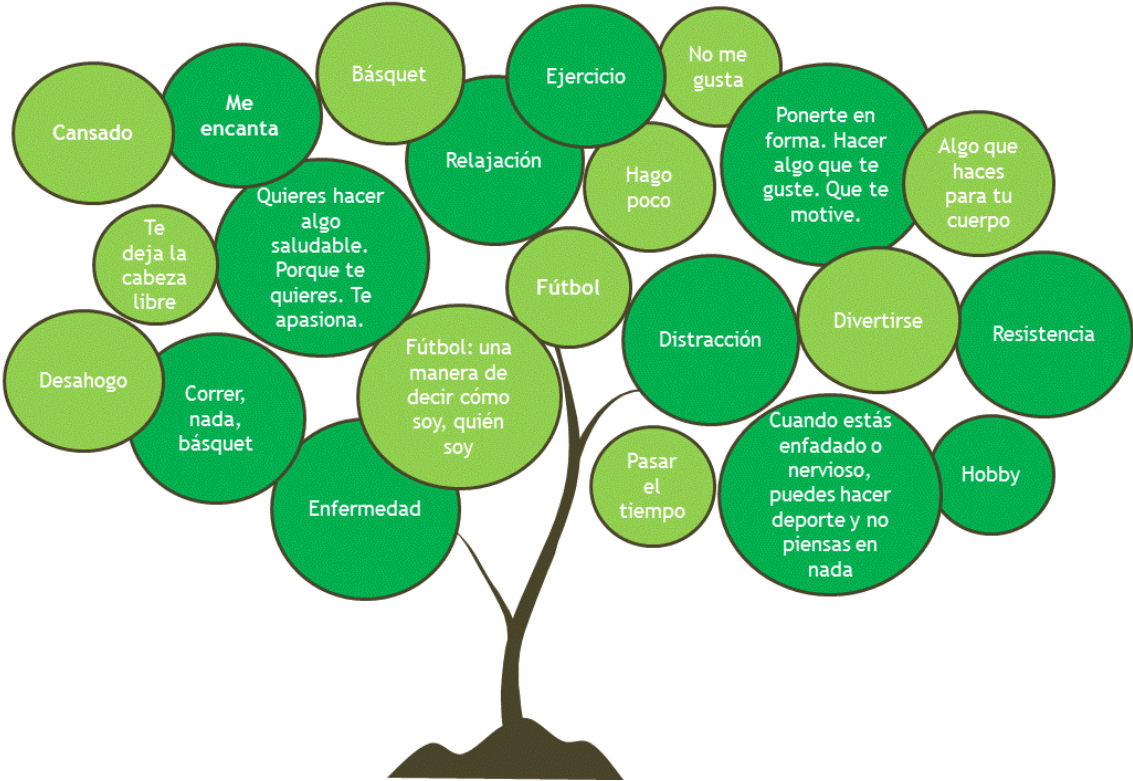 Cansado
Me
encanta
Básquet
Ejercicio
No me
gusta
Relajación
Hago
poco
Ponerte en
forma. Hacer
algo que te
guste. Que te
motive.
Algo que
haces
para tu
cuerpo
Te
deja la
cabeza
libre
Quieres hacer
algo
saludable.
Porque te
quieres. Te
apasiona.
Fútbol
Distracción
Divertirse
Resistencia
Desahogo
Correr,
nada,
básquet
Fútbol: una
manera de
decir cómo
soy, quién
soy
Enfermedad
Pasar
el
tiempo
Cuando estás
enfadado o
nervioso,
puedes hacer
deporte y no
piensas en
nada
Hobby